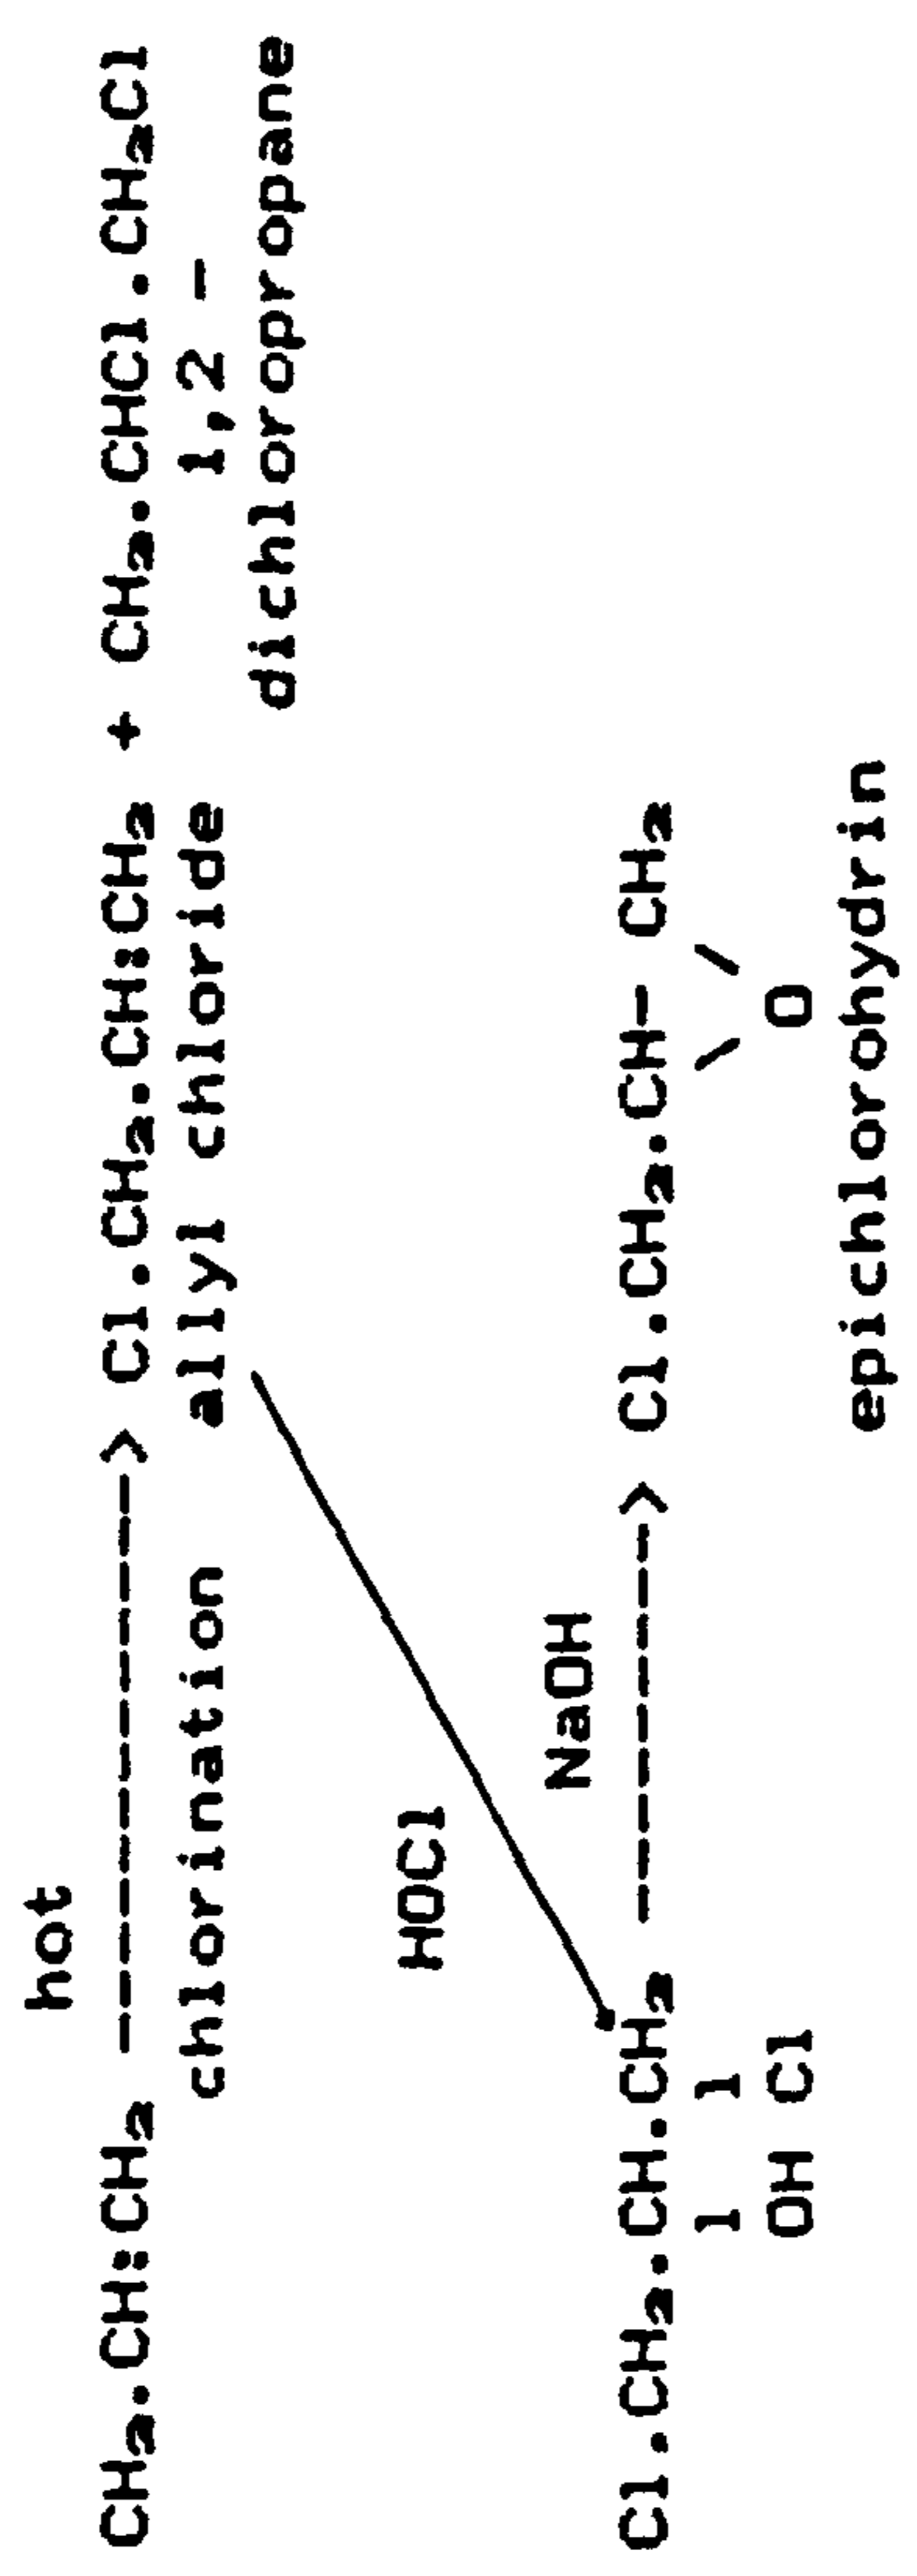 hot
CH₃.CH:CH₂ -----------> Cl.CH₂.CH:CH₂ + CH₃.CHCl.CH₂Cl
chlorination allyl chloride 1,2 -
dichloropropane
HOCl
NaOH
Cl.CH₂.CH.CH₂ ---------> Cl.CH₂.CH- CH₂
l l \ /
OH Cl O
epichlorohydrin